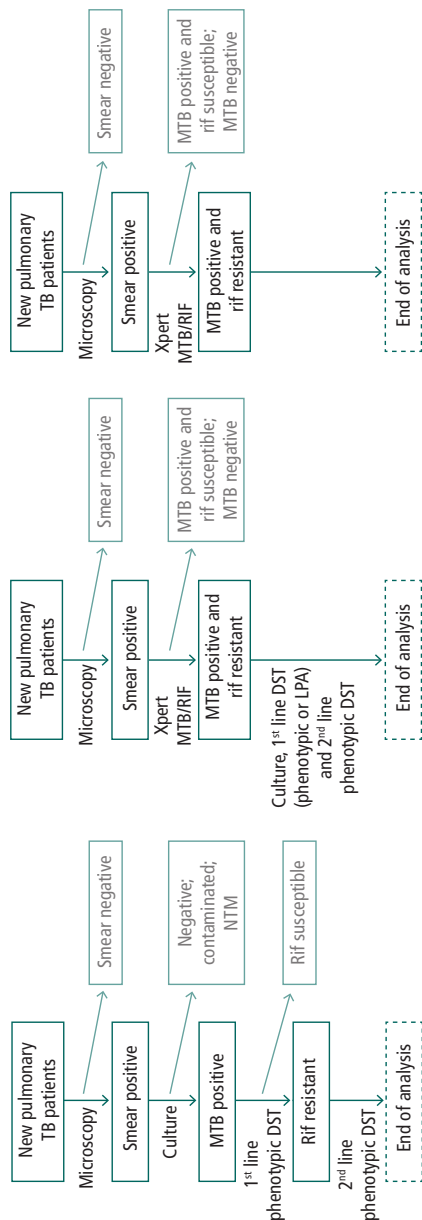 New pulmonary
TB patients
Microscopy
Smear negative
Smear positive
Culture
Negative;
contaminated;
NTM
MTB positive
1st line
phenotypic DST
Rif susceptible
Rif resistant
2nd line
phenotypic DST
End of analysis
New pulmonary
TB patients
Microscopy
Smear negative
Smear positive
Xpert
MTB/RIF
MTB positive and
rif susceptible;
MTB negative
MTB positive and
rif resistant
Culture, 1st line DST
(phenotypic or LPA)
and 2nd line
phenotypic DST
End of analysis
New pulmonary
TB patients
Microscopy
Smear negative
Smear positive
Xpert
MTB/RIF
MTB positive and
rif susceptible;
MTB negative
MTB positive and
rif resistant
End of analysis